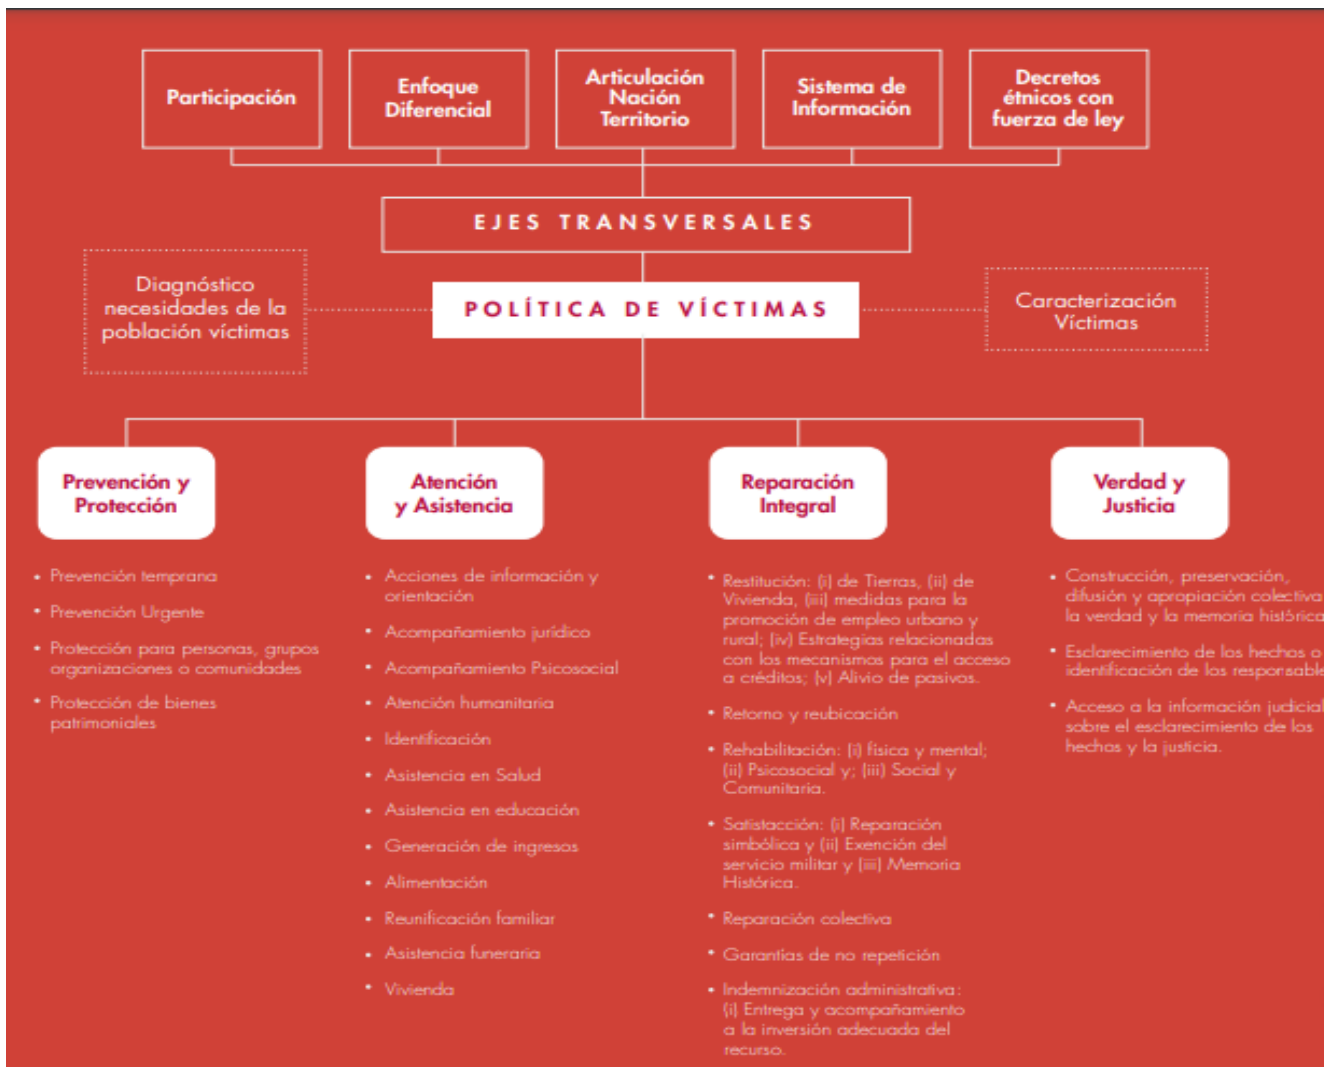 Participación
Enfoque
Diferencial
Articulación
Nación
Territorio
Sistema de
Información
Decretos
étnicos con
fuerza de ley
EJES TRANSVERSALES
Diagnóstico
necesidades de la
población víctimas
POLÍTICA DE VÍCTIMAS
Caracterización
Víctimas
Prevención y
Protección
• Prevención temprana
• Prevención Urgente
• Protección para personas, grupos
organizaciones o comunidades
• Protección de bienes
patrimoniales
Atención
y Asistencia
• Acciones de información y
orientación
• Acompañamiento jurídico
• Acompañamiento Psicosocial
• Atención humanitaria
• Identificación
• Asistencia en Salud
• Asistencia en educación
• Generación de ingresos
• Alimentación
• Reunificación familiar
• Asistencia funeraria
• Vivienda
Reparación
Integral
• Restitución: (i) de Tierras, (ii) de
Vivienda, (iii) medidas para la
promoción de empleo urbano y
rural; (iv) Estrategias relacionadas
con los mecanismos para el acceso
a créditos; (v) Alivio de pasivos.
• Retorno y reubicación
• Rehabilitación: (i) física y mental;
(ii) Psicosocial y; (iii) Social y
Comunitaria.
• Satistacción: (i) Reparación
simbólica y (ii) Exención del
servicio militar y (iii) Memoria
Histórica.
• Reparación colectiva
• Garantías de no repetición
• Indemnización administrativa:
(i) Entrega y acompañamiento
a la inversión adecuada del
recurso.
Verdad y
Justicia
• Construcción, preservación,
difusión y apropiación colectiva
la verdad y la memoria histórica
• Esclarecimiento de los hechos o
identificación de los responsable
• Acceso a la información judicial
sobre el esclarecimiento de los
hechos y la justicia.